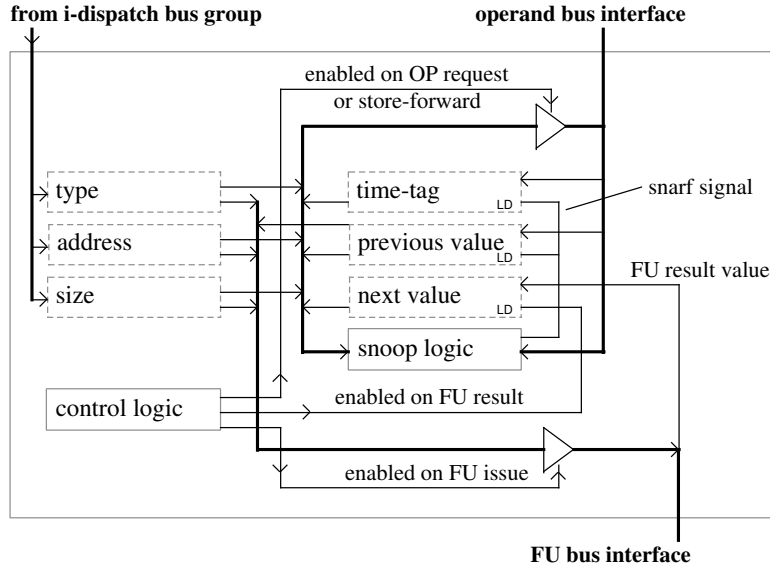 from i-dispatch bus group
operand bus interface
enabled on OP request
or store-forward
type
time-tag
LD
snarf signal
address
previous value
LD
FU result value
size
next value
LD
snoop logic
control logic
enabled on FU result
enabled on FU issue
FU bus interface